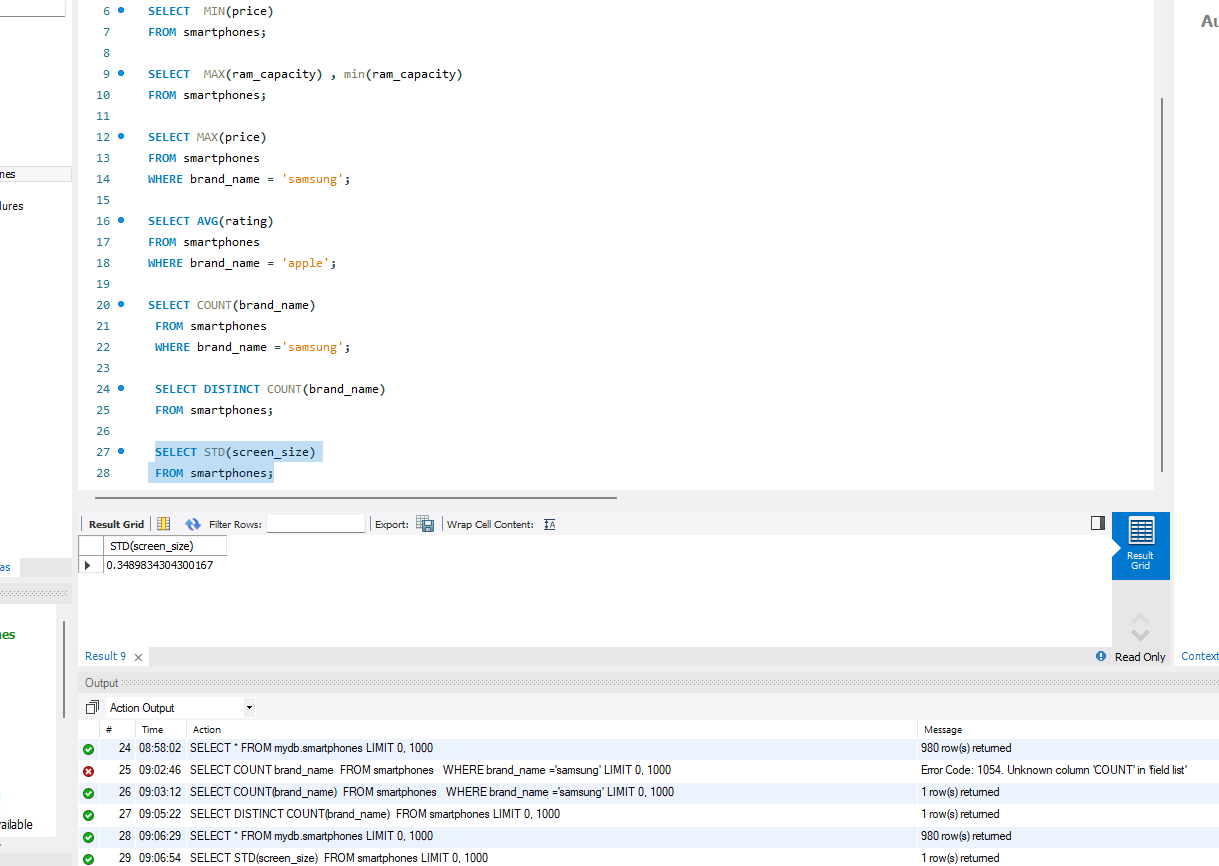 6 SELECT  MIN(price)
7 FROM smartphones;
8
9 SELECT  MAX(ram_capacity) , min(ram_capacity)
10 FROM smartphones;
11
12 SELECT MAX(price)
13 FROM smartphones
14 WHERE brand_name = 'samsung';
15
16 SELECT AVG(rating)
17 FROM smartphones
18 WHERE brand_name = 'apple';
19
20 SELECT COUNT(brand_name)
21 FROM smartphones
22 WHERE brand_name ='samsung';
23
24 SELECT DISTINCT COUNT(brand_name)
25 FROM smartphones;
26
27 SELECT STD(screen_size)
28 FROM smartphones;
Result Grid Filter Rows: Export: Wrap Cell Content:
STD(screen_size)
0.3489834304300167
Result Grid
Result 9
Read Only
Context
Output
Action Output
# Time Action Message
24 08:58:02 SELECT * FROM mydb.smartphones LIMIT 0, 1000 980 row(s) returned
25 09:02:46 SELECT COUNT brand_name  FROM smartphones   WHERE brand_name ='samsung' LIMIT 0, 1000 Error Code: 1054. Unknown column 'COUNT' in 'field list'
26 09:03:12 SELECT COUNT(brand_name)  FROM smartphones   WHERE brand_name ='samsung' LIMIT 0, 1000 1 row(s) returned
27 09:05:22 SELECT DISTINCT COUNT(brand_name)  FROM smartphones LIMIT 0, 1000 1 row(s) returned
28 09:06:29 SELECT * FROM mydb.smartphones LIMIT 0, 1000 980 row(s) returned
29 09:06:54 SELECT STD(screen_size)  FROM smartphones LIMIT 0, 1000 1 row(s) returned